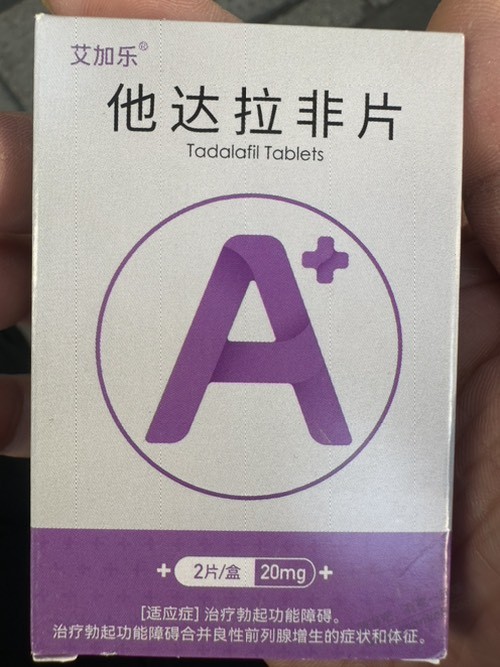 艾加乐®
他达拉非片
Tadalafil Tablets
A+
2片/盒 20mg
[适应症] 治疗勃起功能障碍。
治疗勃起功能障碍合并良性前列腺增生的症状和体征。